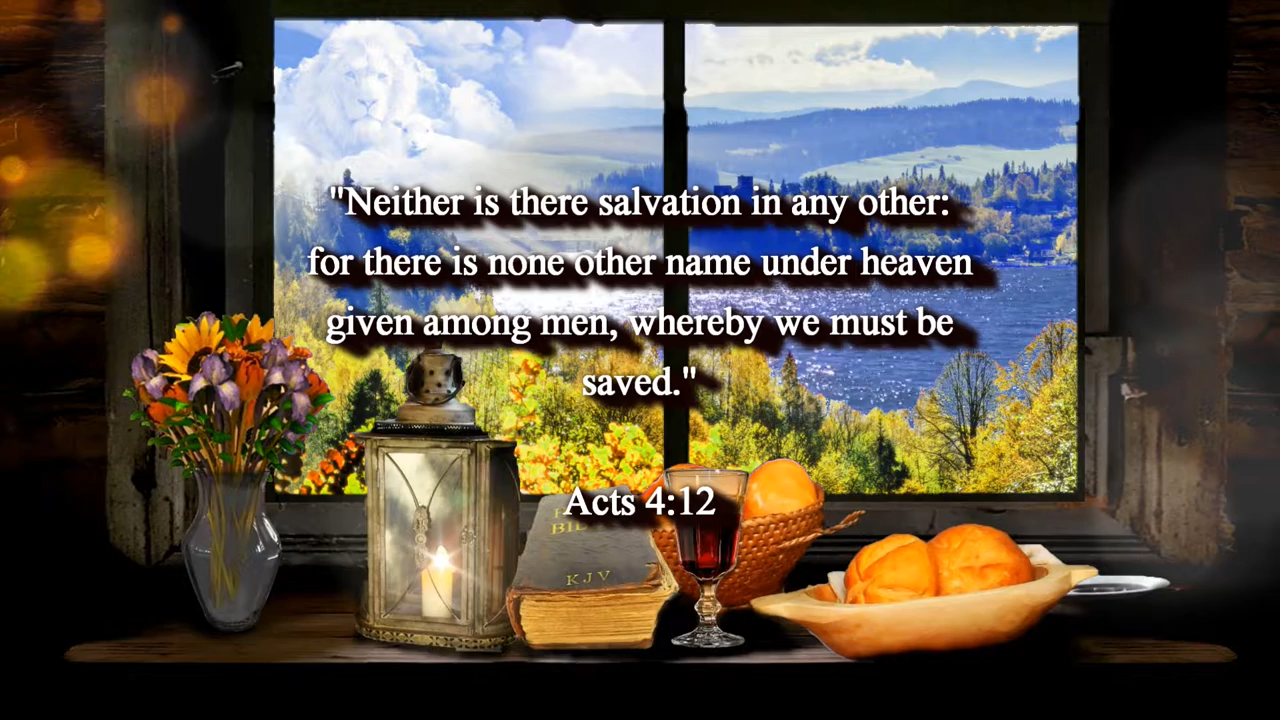 "Neither is there salvation in any other:
for there is none other name under heaven
given among men, whereby we must be
saved."
Acts 4:12
KJV